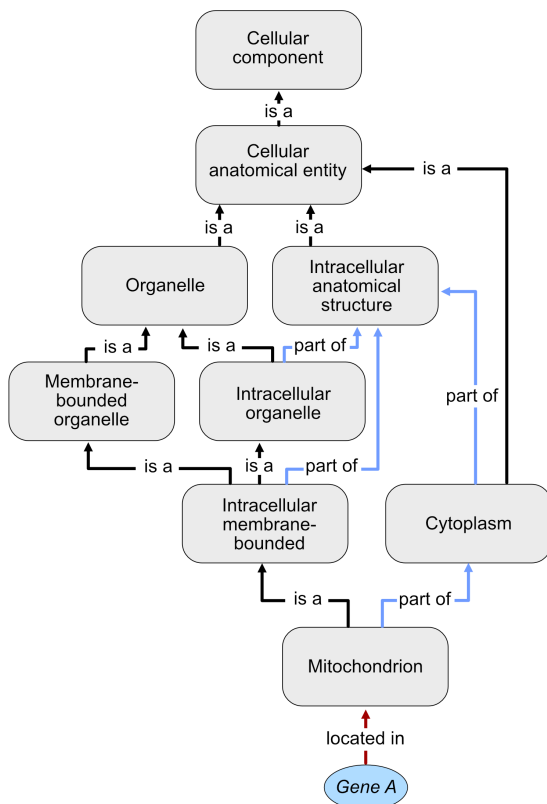 Cellular
component
is a
Cellular
anatomical entity
is a
is a
is a
Organelle
Intracellular
anatomical
structure
is a
is a
part of
Membrane-
bounded
organelle
Intracellular
organelle
part of
is a
is a
part of
Intracellular
membrane-
bounded
Cytoplasm
is a
part of
Mitochondrion
located in
Gene A